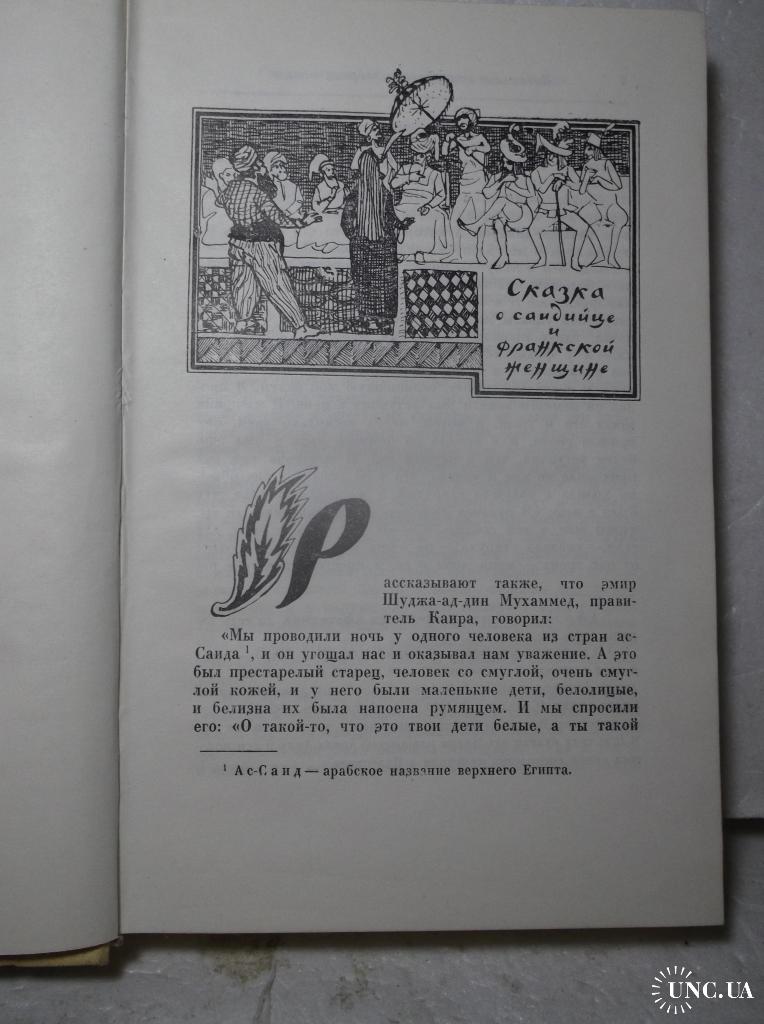 Сказка
о саидийце
и
франкской
женщине
Рассказывают также, что эмир
Шуджа-ад-дин Мухаммед, прави-
тель Каира, говорил:
«Мы проводили ночь у одного человека из стран ас-
Саида ¹, и он угощал нас и оказывал нам уважение. А это
был престарелый старец, человек со смуглой, очень смуг-
лой кожей, и у него были маленькие дети, белолицые,
и белизна их была напоена румянцем. И мы спросили
его: «О такой-то, что это твои дети белые, а ты такой
¹ Ас-Саид — арабское название верхнего Египта.
UNC.UA